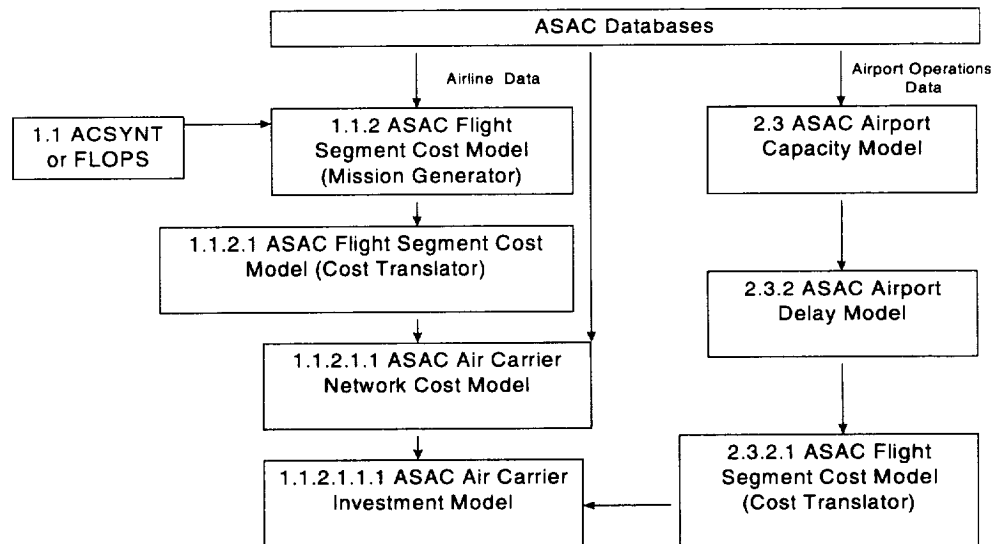 ASAC Databases
Airline Data
Airport Operations
Data
1.1 ACSYNT
or FLOPS
1.1.2 ASAC Flight
Segment Cost Model
(Mission Generator)
2.3 ASAC Airport
Capacity Model
1.1.2.1 ASAC Flight Segment Cost
Model (Cost Translator)
2.3.2 ASAC Airport
Delay Model
1.1.2.1.1 ASAC Air Carrier
Network Cost Model
1.1.2.1.1.1 ASAC Air Carrier
Investment Model
2.3.2.1 ASAC Flight
Segment Cost Model
(Cost Translator)